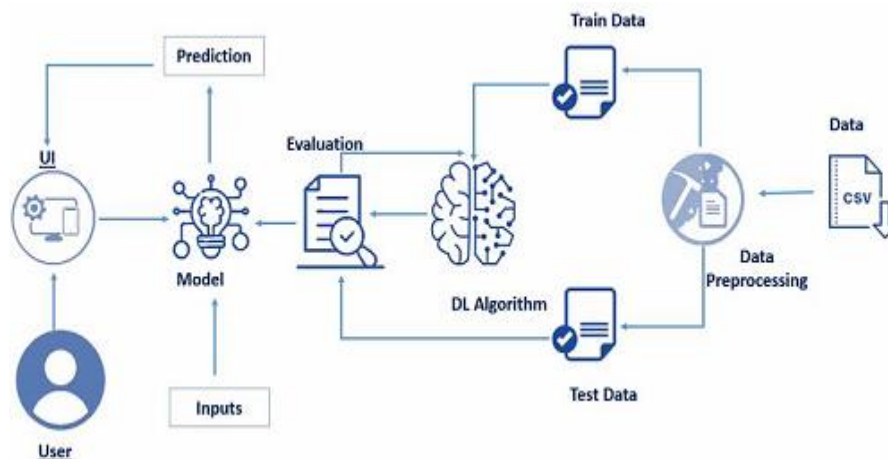 Train Data
Prediction
Data
Evaluation
UI
CSV
Model
Data
Preprocessing
DL Algorithm
Inputs
Test Data
User